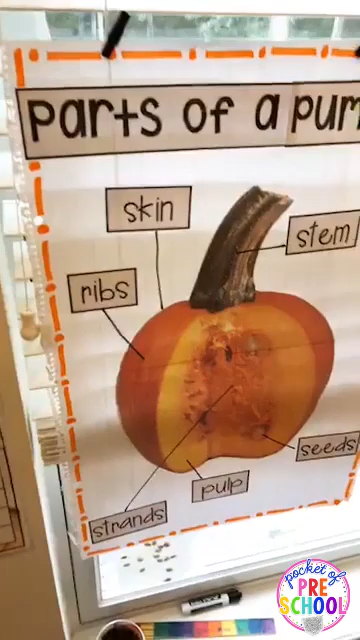 Parts of a pum
skin
stem
ribs
seeds
pulp
strands
pocket of
PRE
SCHOOL